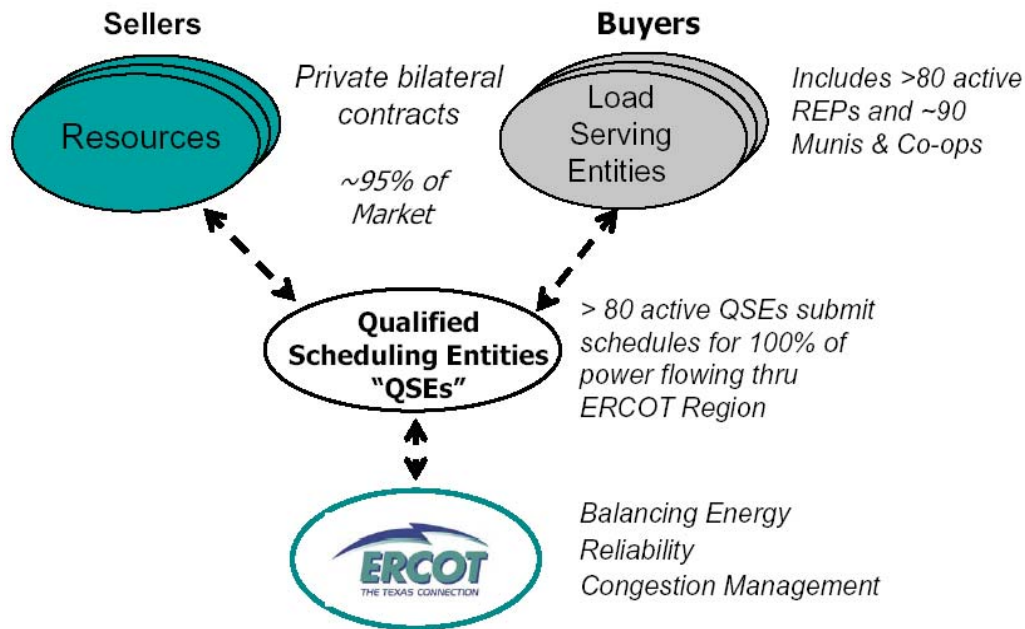 Sellers
Buyers
Resources
Private bilateral
contracts
~95% of
Market
Load
Serving
Entities
Includes >80 active
REPs and ~90
Munis & Co-ops
Qualified
Scheduling Entities
“QSEs”
> 80 active QSEs submit
schedules for 100% of
power flowing thru
ERCOT Region
ERCOT
THE TEXAS CONNECTION
Balancing Energy
Reliability
Congestion Management